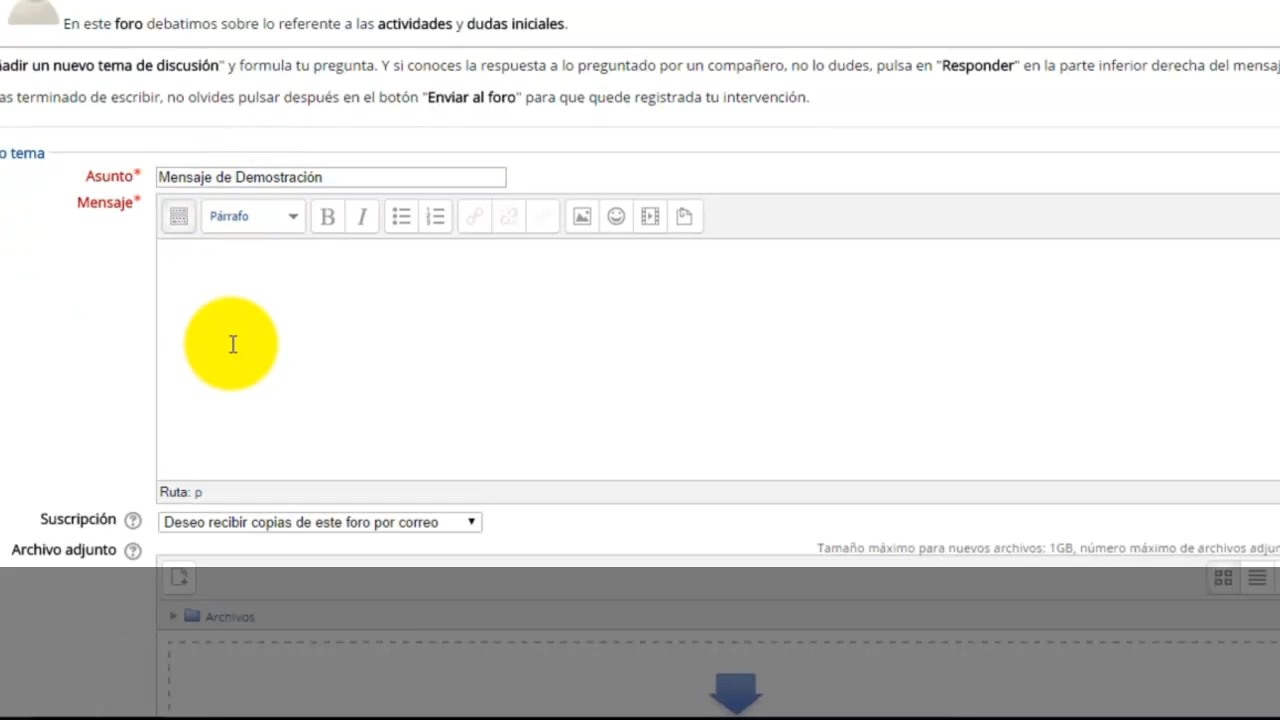 En este foro debatimos sobre lo referente a las actividades y dudas iniciales.
adir un nuevo tema de discusión" y formula tu pregunta. Y si conoces la respuesta a lo preguntado por un compañero, no lo dudes, pulsa en "Responder" en la parte inferior derecha del mensaj
as terminado de escribir, no olvides pulsar después en el botón "Enviar al foro" para que quede registrada tu intervención.
o tema
Asunto* Mensaje de Demostración
Mensaje* Párrafo B I
Ruta: p
Suscripción Deseo recibir copias de este foro por correo
Archivo adjunto Tamaño máximo para nuevos archivos: 1GB, número máximo de archivos adjun
Archivos